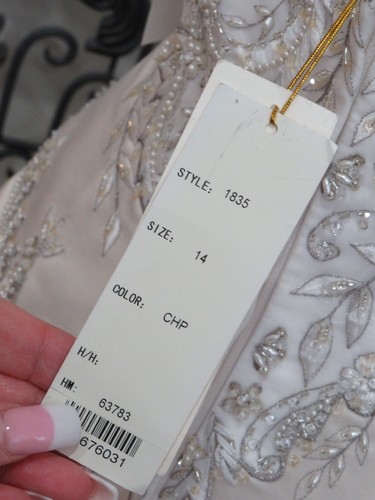 STYLE: 1835
SIZE: 14
COLOR: CHP
H/H:
HM: 63783
676031